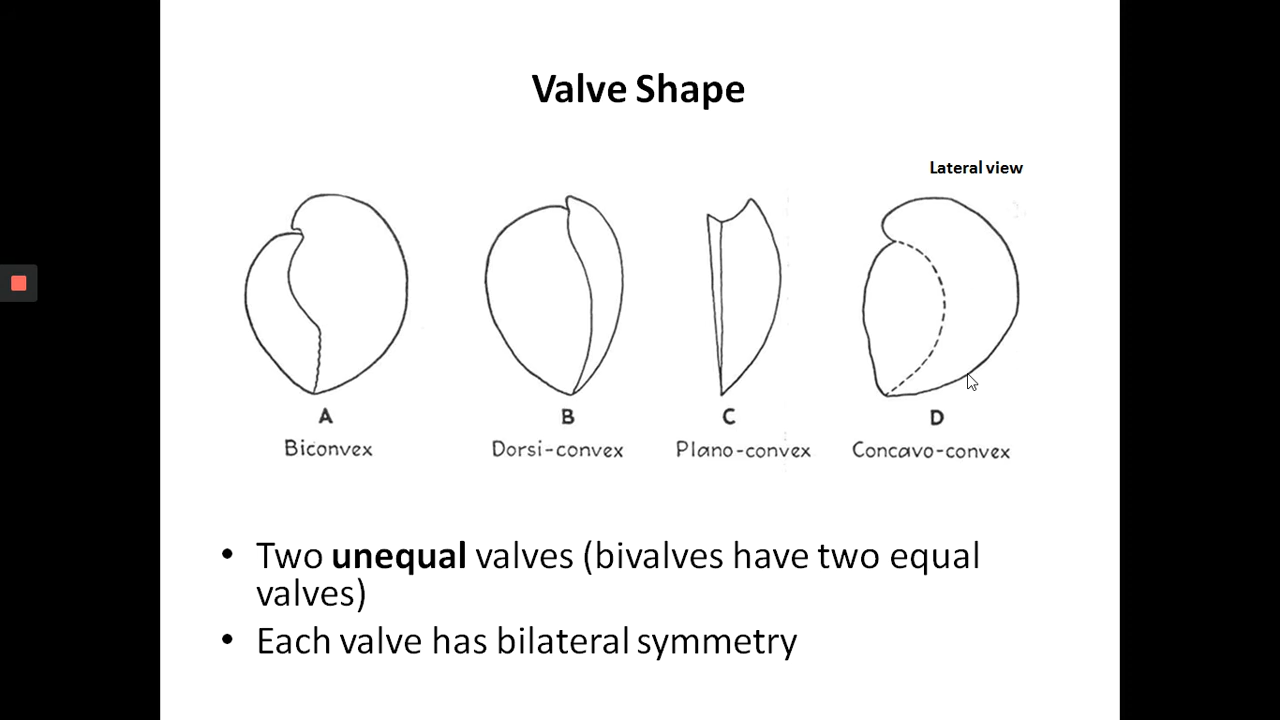 Valve Shape
Lateral view
A B C D
Biconvex Dorsi-convex Plano-convex Concavo-convex
• Two unequal valves (bivalves have two equal
valves)
• Each valve has bilateral symmetry